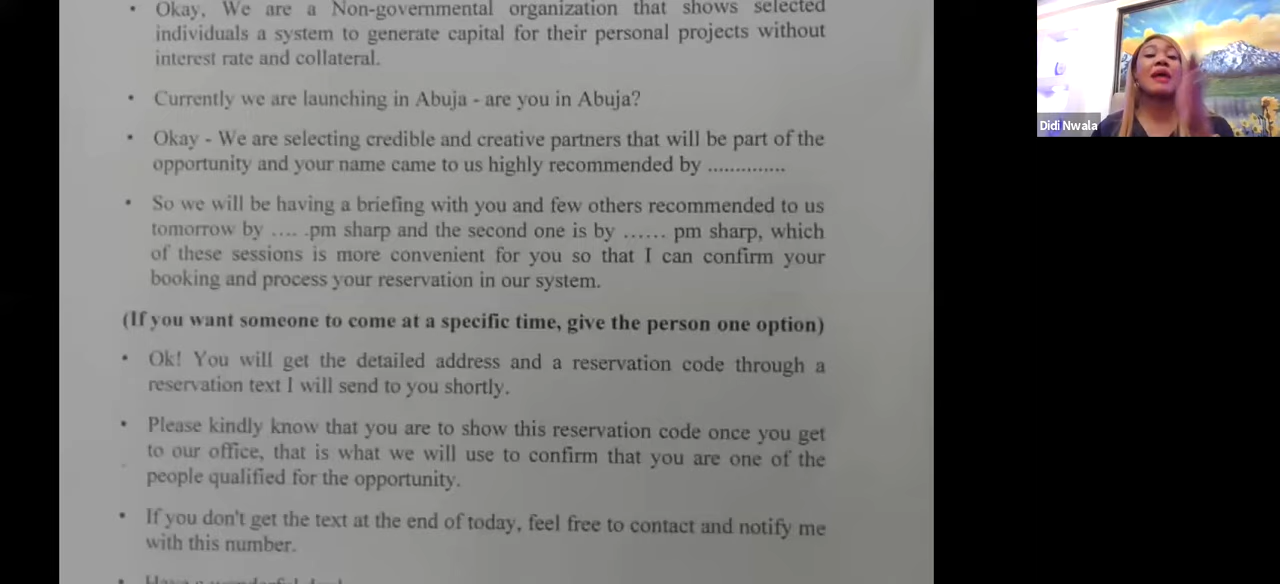 • Okay, We are a Non-governmental organization that shows selected
individuals a system to generate capital for their personal projects without
interest rate and collateral.
• Currently we are launching in Abuja - are you in Abuja?
• Okay - We are selecting credible and creative partners that will be part of the
opportunity and your name came to us highly recommended by ..............
• So we will be having a briefing with you and few others recommended to us
tomorrow by .... .pm sharp and the second one is by ...... pm sharp, which
of these sessions is more convenient for you so that I can confirm your
booking and process your reservation in our system.
(If you want someone to come at a specific time, give the person one option)
• Ok! You will get the detailed address and a reservation code through a
reservation text I will send to you shortly.
• Please kindly know that you are to show this reservation code once you get
to our office, that is what we will use to confirm that you are one of the
people qualified for the opportunity.
• If you don't get the text at the end of today, feel free to contact and notify me
with this number.
Didi Nwala